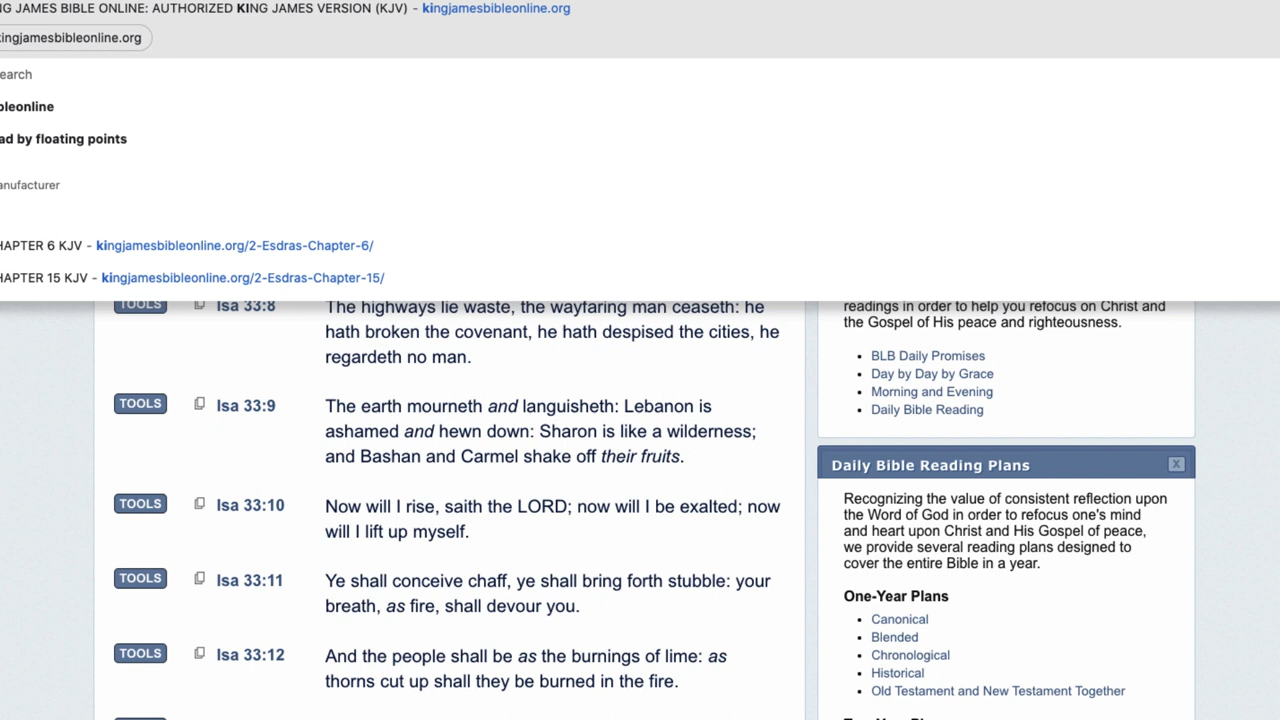 NG JAMES BIBLE ONLINE: AUTHORIZED KING JAMES VERSION (KJV) - kingjamesbibleonline.org
kingjamesbibleonline.org
earch
bleonline
ad by floating points
anufacturer
HAPTER 6 KJV - kingjamesbibleonline.org/2-Esdras-Chapter-6/
HAPTER 15 KJV - kingjamesbibleonline.org/2-Esdras-Chapter-15/
TOOLS Isa 33:8 The highways lie waste, the wayfaring man ceaseth: he
hath broken the covenant, he hath despised the cities, he
regardeth no man.
TOOLS Isa 33:9 The earth mourneth and languisheth: Lebanon is
ashamed and hewn down: Sharon is like a wilderness;
and Bashan and Carmel shake off their fruits.
TOOLS Isa 33:10 Now will I rise, saith the LORD; now will I be exalted; now
will I lift up myself.
TOOLS Isa 33:11 Ye shall conceive chaff, ye shall bring forth stubble: your
breath, as fire, shall devour you.
TOOLS Isa 33:12 And the people shall be as the burnings of lime: as
thorns cut up shall they be burned in the fire.
readings in order to help you refocus on Christ and
the Gospel of His peace and righteousness.
BLB Daily Promises
Day by Day by Grace
Morning and Evening
Daily Bible Reading
Daily Bible Reading Plans X
Recognizing the value of consistent reflection upon
the Word of God in order to refocus one's mind
and heart upon Christ and His Gospel of peace,
we provide several reading plans designed to
cover the entire Bible in a year.
One-Year Plans
Canonical
Blended
Chronological
Historical
Old Testament and New Testament Together